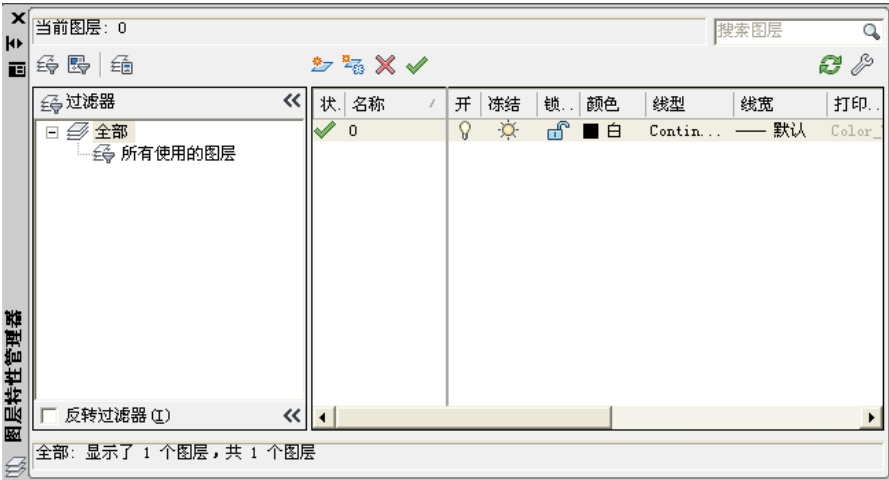 当前图层: 0
搜索图层
过滤器
状. 名称 开 冻结 锁.. 颜色 线型 线宽 打印..
全部
0 白 Contin... 默认 Color_
所有使用的图层
反转过滤器(I)
全部: 显示了 1 个图层，共 1 个图层
图层特性管理器